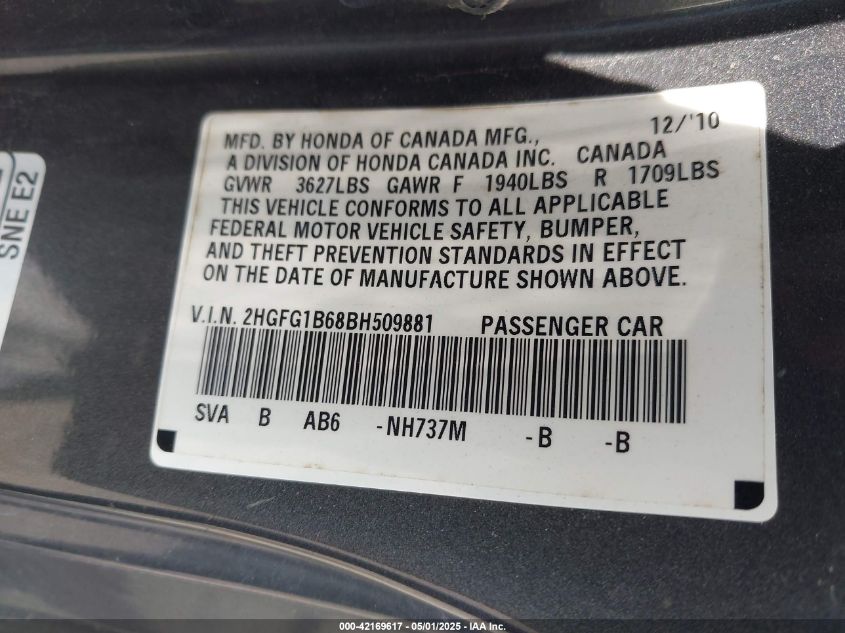 12/'10
MFD. BY HONDA OF CANADA MFG.,
A DIVISION OF HONDA CANADA INC. CANADA
GVWR 3627LBS GAWR F 1940LBS R 1709LBS
THIS VEHICLE CONFORMS TO ALL APPLICABLE
FEDERAL MOTOR VEHICLE SAFETY, BUMPER,
AND THEFT PREVENTION STANDARDS IN EFFECT
ON THE DATE OF MANUFACTURE SHOWN ABOVE.
V.I.N. 2HGFG1B68BH509881 PASSENGER CAR
SVA B AB6 -NH737M -B -B
SNE E2
000-42169617 - 05/01/2025 - IAA Inc.